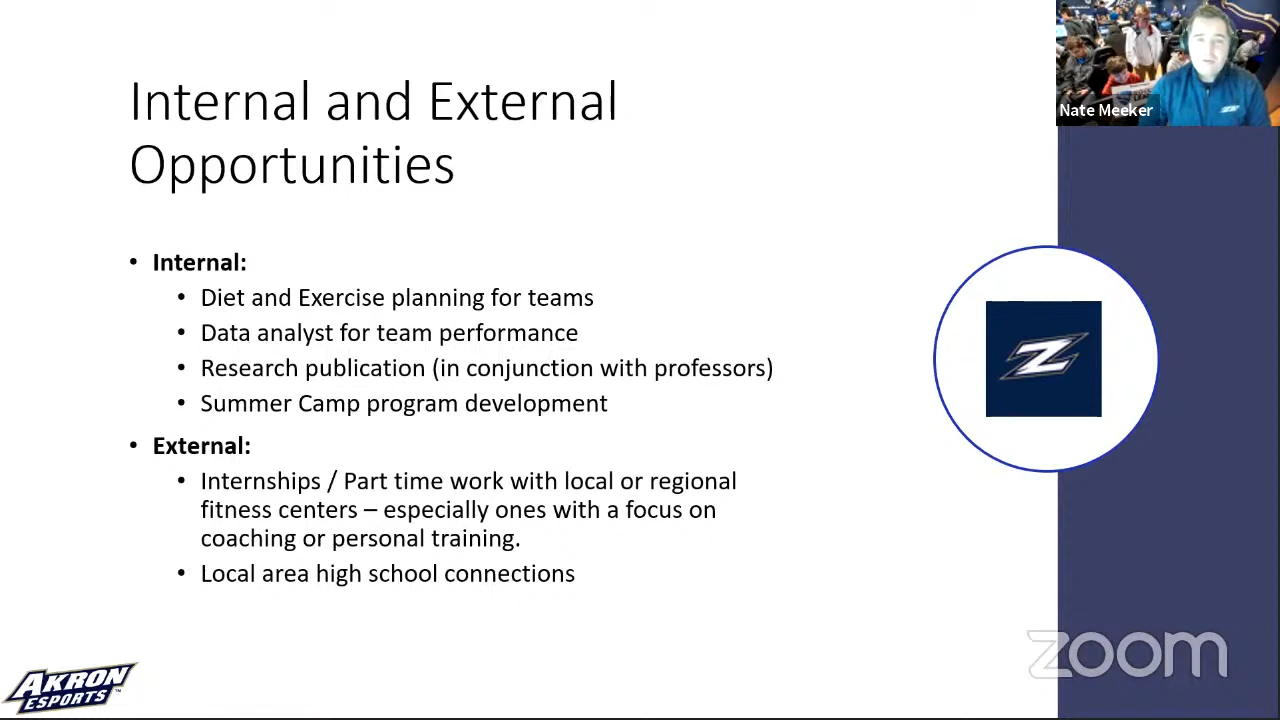 Internal and External
Opportunities
Nate Meeker
• Internal:
• Diet and Exercise planning for teams
• Data analyst for team performance
• Research publication (in conjunction with professors)
• Summer Camp program development
• External:
• Internships / Part time work with local or regional
fitness centers – especially ones with a focus on
coaching or personal training.
• Local area high school connections
Z
zoom
AKRON
ESPORTS™